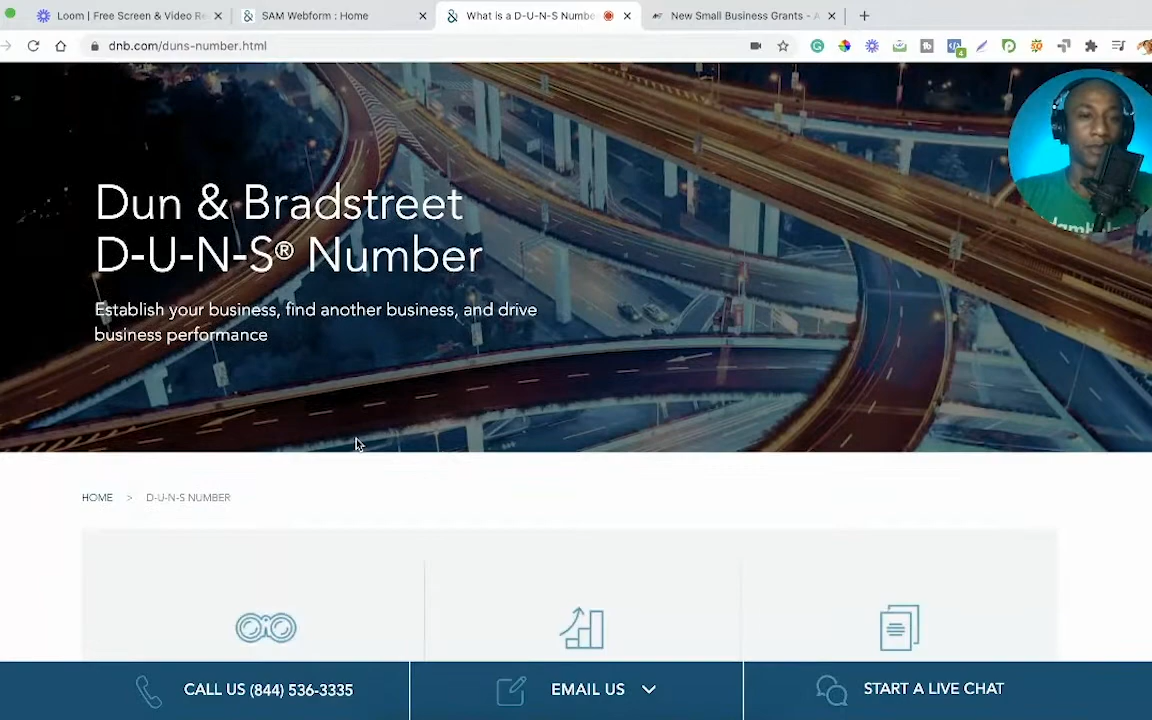 Loom | Free Screen & Video Re
SAM Webform : Home
What is a D-U-N-S Numbe
New Small Business Grants - A
dnb.com/duns-number.html
4
Dun & Bradstreet
D-U-N-S® Number
Establish your business, find another business, and drive
business performance
HOME > D-U-N-S NUMBER
CALL US (844) 536-3335
EMAIL US
START A LIVE CHAT